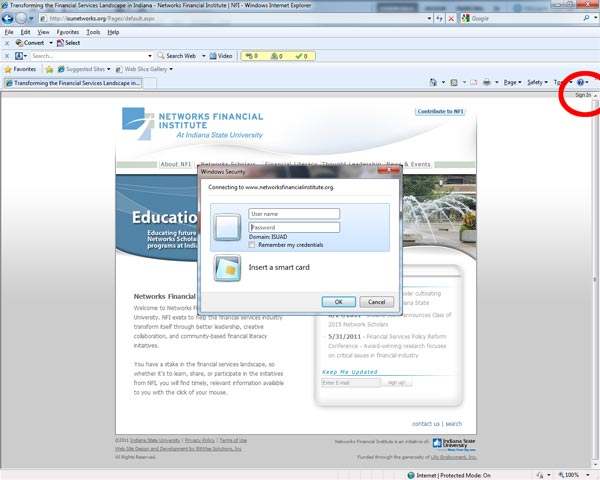 Transforming the Financial Services Landscape in Indiana - Networks Financial Institute | NFI - Windows Internet Explorer
http://isunetworks.org/Pages/default.aspx
Google
File Edit View Favorites Tools Help
Convert Select
Search... Search Web Video 0 0 0
Favorites Suggested Sites Web Slice Gallery
Transforming the Financial Services Landscape in...
Page Safety
Sign In
NETWORKS FINANCIAL
INSTITUTE
At Indiana State University
Contribute to NFI
About NFI Networks Scholars Financial Literacy Thought Leadership News & Events
Windows Security
Connecting to www.networksfinancialinstitute.org.
User name
Password
Domain: ISUAD
Remember my credentials
Insert a smart card
OK Cancel
Educatio
Educating future
Networks Schola
programs at India
Networks Financial
Welcome to Networks Fi
University. NFI exists to help the financial services industry
transform itself through better leadership, creative
collaboration, and community-based financial literacy
initiatives.
You have a stake in the financial services landscape, so
whether it's to learn, share, or participate in the initiatives
from NFI, you will find timely, relevant information available
to you with the click of your mouse.
cultivating
State
Announces Class of
2015 Network Scholars
5/31/2011 - Financial Services Policy Reform
Conference - Award-winning research focuses
on critical issues in financial industry
Keep Me Updated
Enter E-mail sign up!
contact us | search
©2011 Indiana State University | Privacy Policy | Terms of Use
Web Site Design and Development by BitWise Solutions, Inc
All Rights Reserved.
Networks Financial Institute is an initiative of:
Indiana State
University
Funded through the generosity of Lilly Endowment, Inc.
Internet | Protected Mode: On
100%